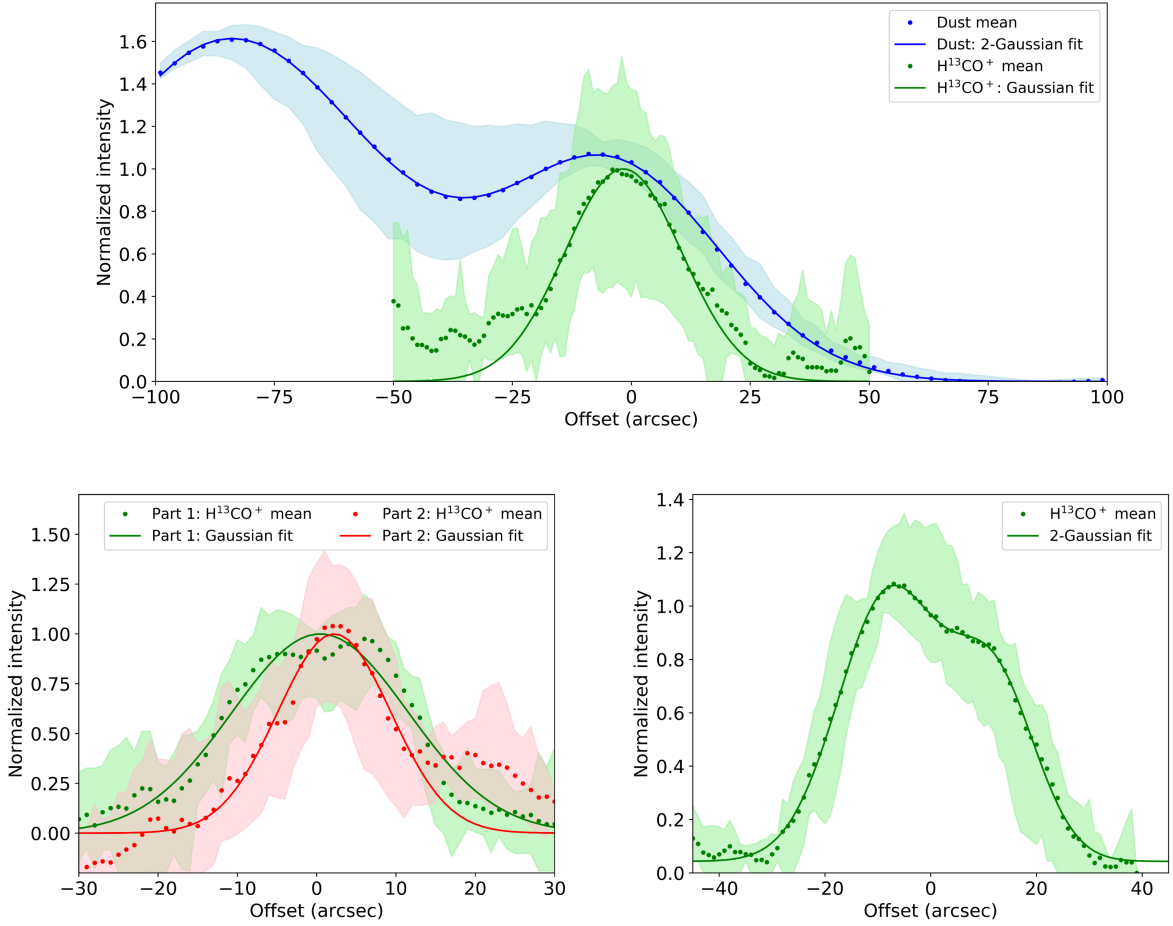 Normalized intensity
1.6
1.4
1.2
1.0
0.8
0.6
0.4
0.2
0.0
Dust mean
Dust: 2-Gaussian fit
H¹³CO⁺ mean
H¹³CO⁺: Gaussian fit
−100 −75 −50 −25 0 25 50 75 100
Offset (arcsec)
Normalized intensity
1.50
1.25
1.00
0.75
0.50
0.25
0.00
Part 1: H¹³CO⁺ mean Part 2: H¹³CO⁺ mean
Part 1: Gaussian fit Part 2: Gaussian fit
−30 −20 −10 0 10 20 30
Offset (arcsec)
Normalized intensity
1.4
1.2
1.0
0.8
0.6
0.4
0.2
0.0
H¹³CO⁺ mean
2-Gaussian fit
−40 −20 0 20 40
Offset (arcsec)